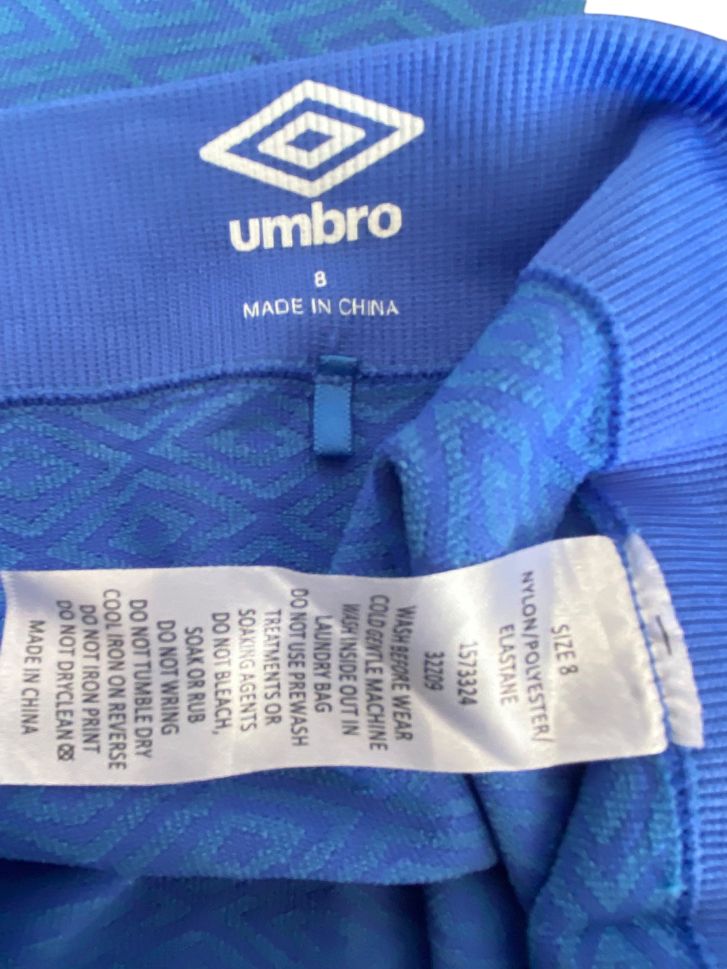 umbro
8
MADE IN CHINA
SIZE 8
NYLON/POLYESTER/
ELASTANE
1573324
32209
WASH BEFORE WEAR
COLD GENTLE MACHINE
WASH INSIDE OUT IN
LAUNDRY BAG
DO NOT USE PREWASH
TREATMENTS OR
SOAKING AGENTS
DO NOT BLEACH,
SOAK OR RUB
DO NOT WRING
DO NOT TUMBLE DRY
COOL IRON ON REVERSE
DO NOT IRON PRINT
DO NOT DRYCLEAN
MADE IN CHINA